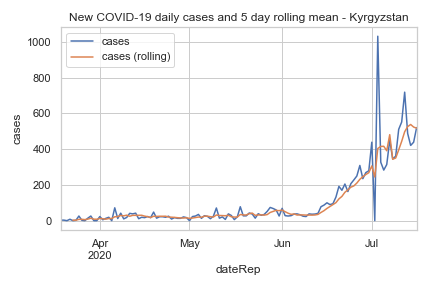 New COVID-19 daily cases and 5 day rolling mean - Kyrgyzstan
cases
cases (rolling)
1000
800
600
400
200
0
cases
Apr
2020
May
Jun
Jul
dateRep